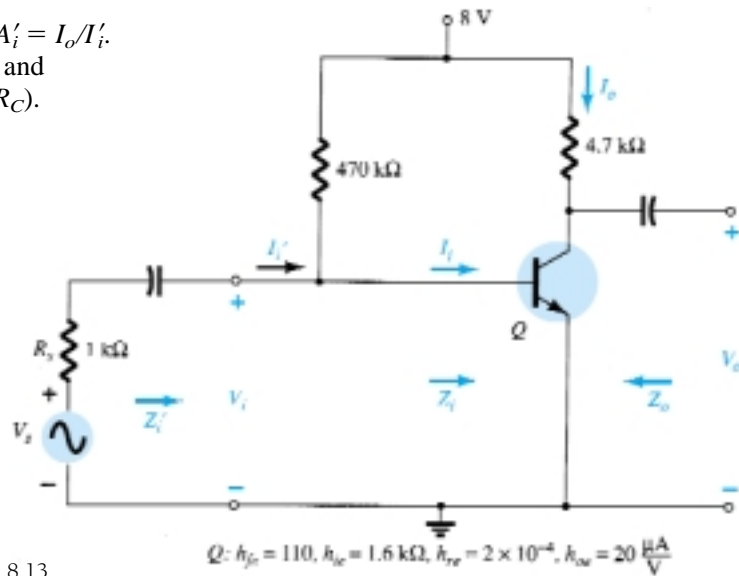 A′i = Io/I′i.
and
RC).
8 V
Io
4.7 kΩ
470 kΩ
I′i
Ii
+
+
Q
Rs
1 kΩ
+
Vs
−
Z′i
Vi
Zi
Zo
Vo
−
−
Q: hfe = 110, hie = 1.6 kΩ, hre = 2 × 10⁻⁴, hoe = 20 μA/V
8.13